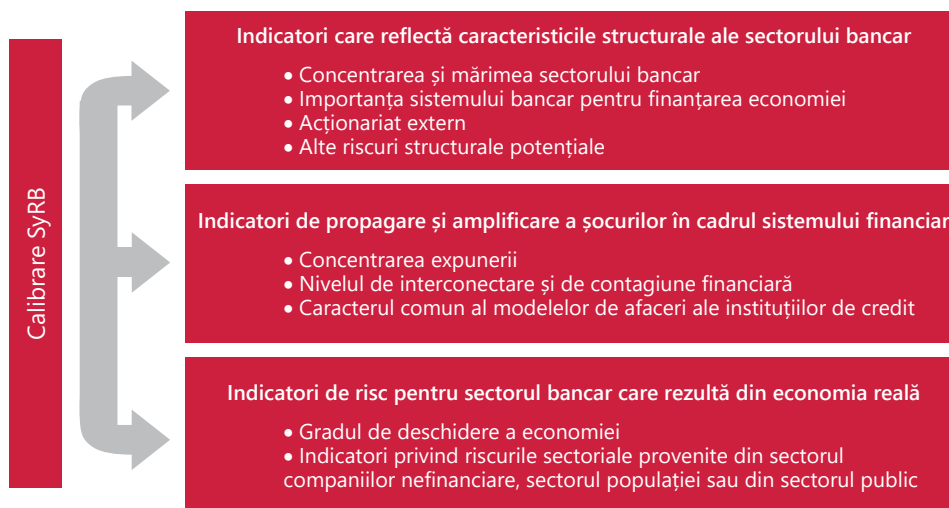 Calibrare SyRB
Indicatori care reflectă caracteristicile structurale ale sectorului bancar
• Concentrarea și mărimea sectorului bancar
• Importanța sistemului bancar pentru finanțarea economiei
• Acționariat extern
• Alte riscuri structurale potențiale
Indicatori de propagare și amplificare a șocurilor în cadrul sistemului financiar
• Concentrarea expunerii
• Nivelul de interconectare și de contagiune financiară
• Caracterul comun al modelelor de afaceri ale instituțiilor de credit
Indicatori de risc pentru sectorul bancar care rezultă din economia reală
• Gradul de deschidere a economiei
• Indicatori privind riscurile sectoriale provenite din sectorul
companiilor nefinanciare, sectorul populației sau din sectorul public